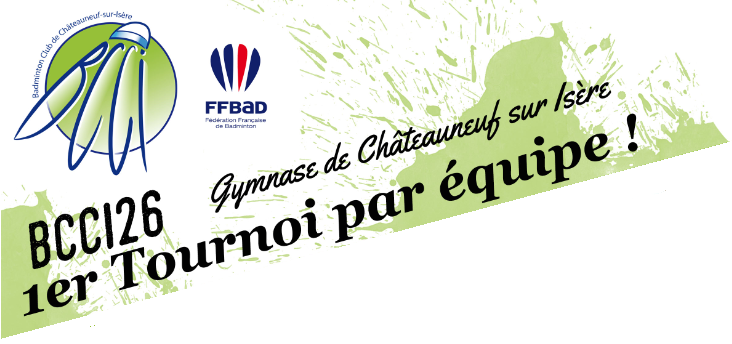 Badminton Club de Châteauneuf-sur-Isère
BCCI
FFBaD
Fédération Française
de Badminton
Gymnase de Châteauneuf sur Isère
BCCI26
1er Tournoi par équipe !